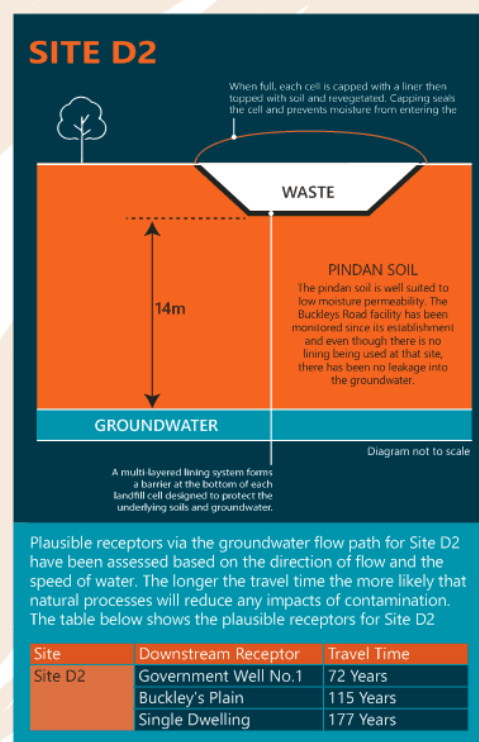 SITE D2
When full, each cell is capped with a liner then
topped with soil and revegetated. Capping seals
the cell and prevents moisture from entering the
WASTE
14m
PINDAN SOIL
The pindan soil is well suited to
low moisture permeability. The
Buckleys Road facility has been
monitored since its establishment
and even though there is no
lining being used at that site,
there has been no leakage into
the groundwater.
GROUNDWATER
Diagram not to scale
A multi-layered lining system forms
a barrier at the bottom of each
landfill cell designed to protect the
underlying soils and groundwater.
Plausible receptors via the groundwater flow path for Site D2
have been assessed based on the direction of flow and the
speed of water. The longer the travel time the more likely that
natural processes will reduce any impacts of contamination.
The table below shows the plausible receptors for Site D2
Site Downstream Receptor Travel Time
Site D2 Government Well No.1 72 Years
Buckley's Plain 115 Years
Single Dwelling 177 Years